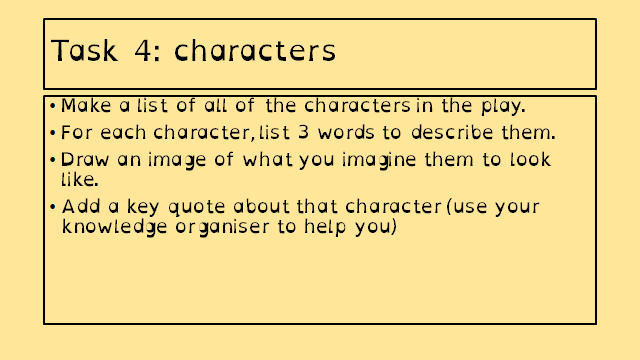 Task 4: characters
• Make a list of all of the characters in the play.
• For each character, list 3 words to describe them.
• Draw an image of what you imagine them to look
like.
• Add a key quote about that character (use your
knowledge organiser to help you)